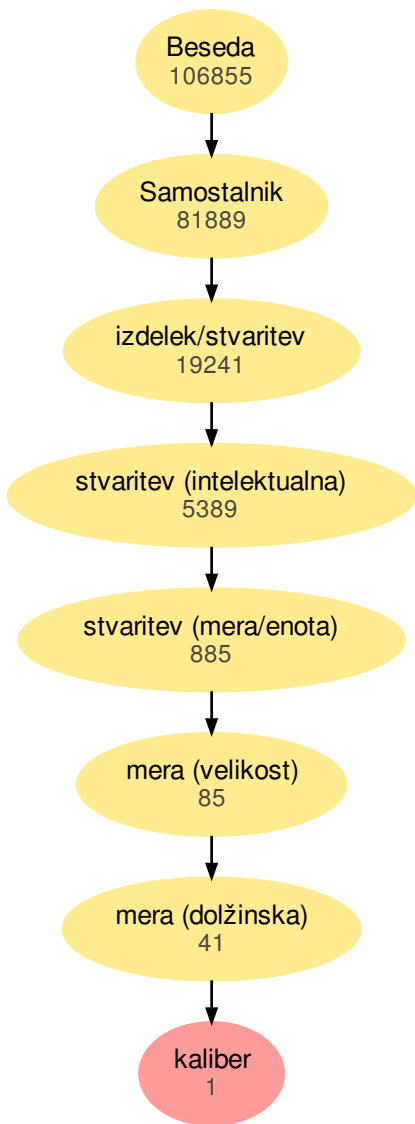 Beseda
106855
Samostalnik
81889
izdelek/stvaritev
19241
stvaritev (intelektualna)
5389
stvaritev (mera/enota)
885
mera (velikost)
85
mera (dolžinska)
41
kaliber
1